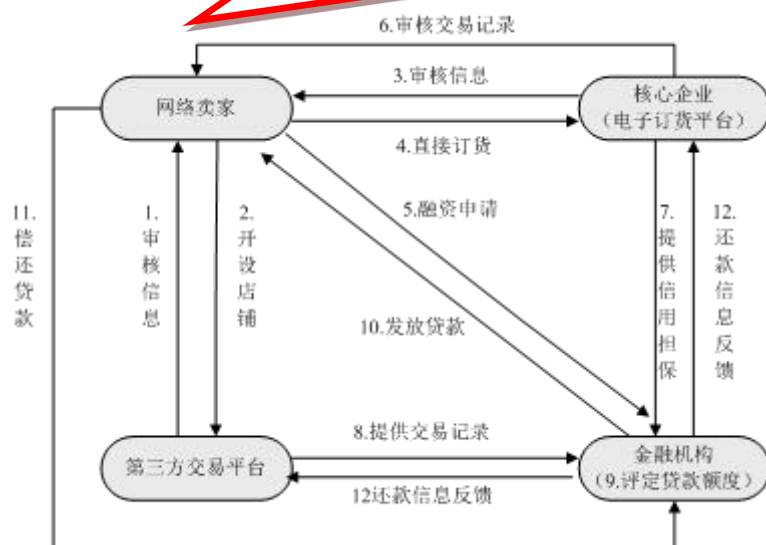 6.审核交易记录
3.审核信息
网络卖家
核心企业
（电子订货平台）
4.直接订货
11.偿还贷款
1.审核信息
2.开设店铺
5.融资申请
7.提供信用担保
12.还款信息反馈
10.发放贷款
8.提供交易记录
第三方交易平台
金融机构
（9.评定贷款额度）
12还款信息反馈